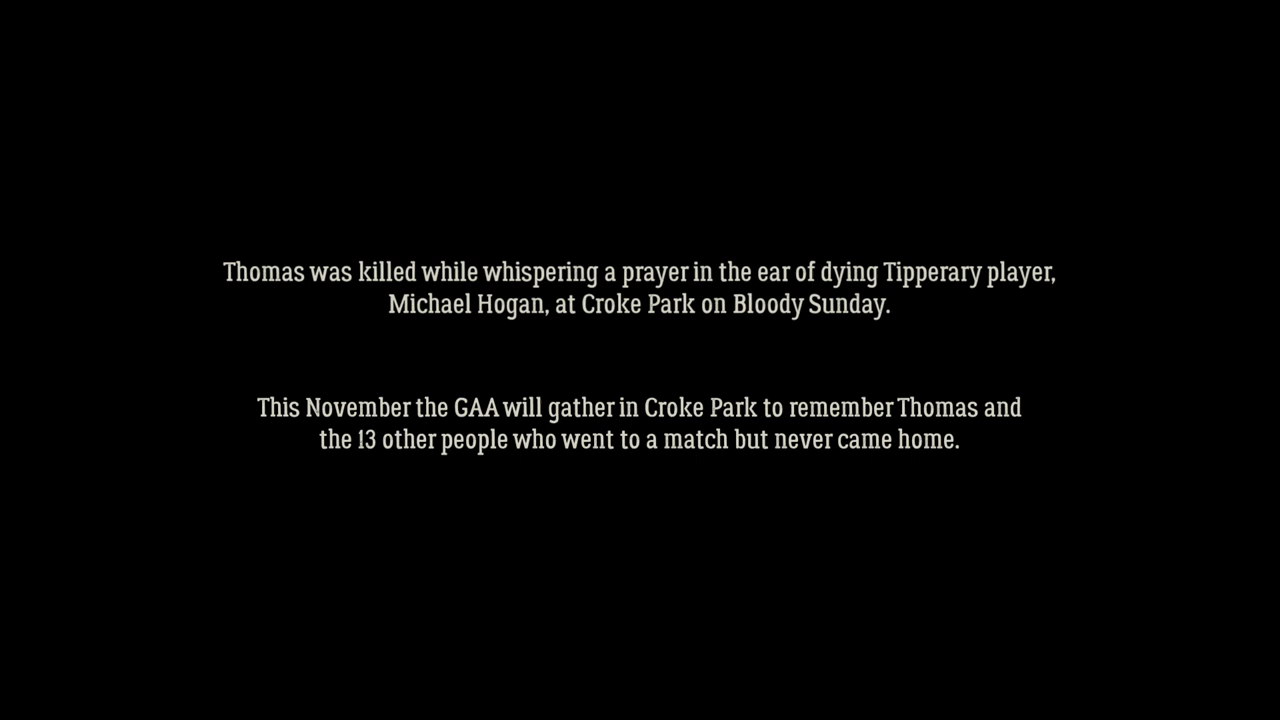 Thomas was killed while whispering a prayer in the ear of dying Tipperary player,
Michael Hogan, at Croke Park on Bloody Sunday.
This November the GAA will gather in Croke Park to remember Thomas and
the 13 other people who went to a match but never came home.